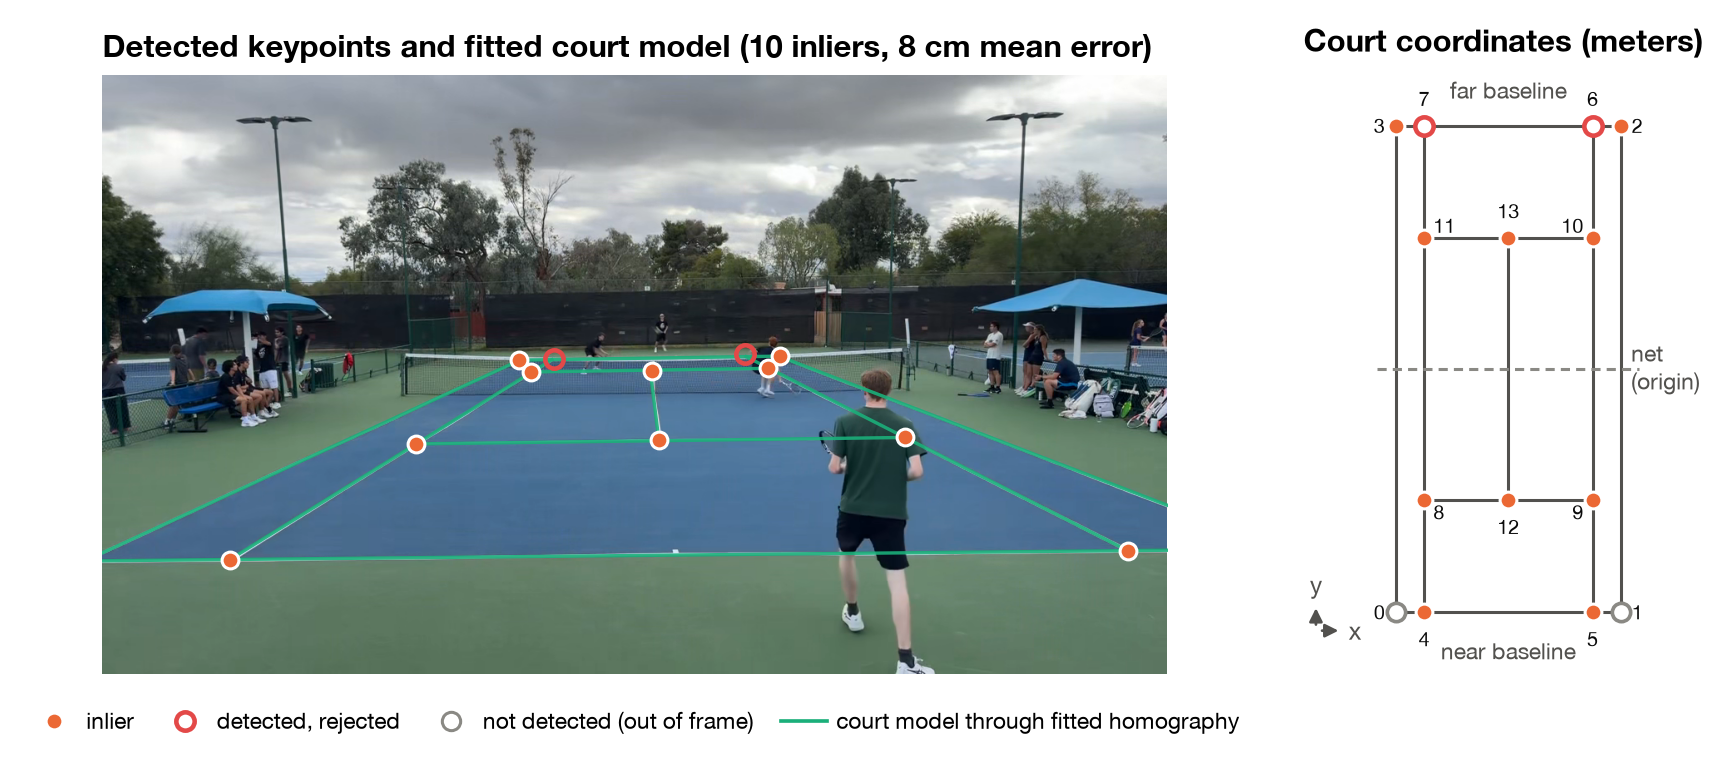 Detected keypoints and fitted court model (10 inliers, 8 cm mean error)
Court coordinates (meters)
far baseline
7
6
3
2
13
11
10
net
(origin)
8
9
12
y
0
1
x
4
5
near baseline
inlier
detected, rejected
not detected (out of frame)
court model through fitted homography